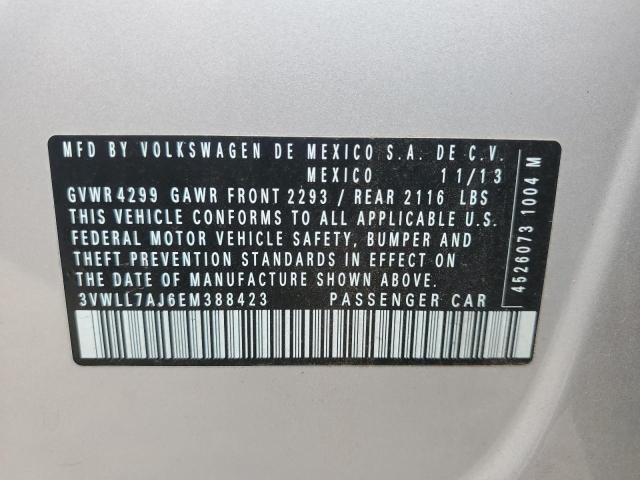 MFD BY VOLKSWAGEN DE MEXICO S.A. DE C.V.
MEXICO 11/13
GVWR 4299 GAWR FRONT 2293 / REAR 2116 LBS
THIS VEHICLE CONFORMS TO ALL APPLICABLE U.S.
FEDERAL MOTOR VEHICLE SAFETY, BUMPER AND
THEFT PREVENTION STANDARDS IN EFFECT ON
THE DATE OF MANUFACTURE SHOWN ABOVE.
3VWLL7AJ6EM388423 PASSENGER CAR
4526073 1004 M